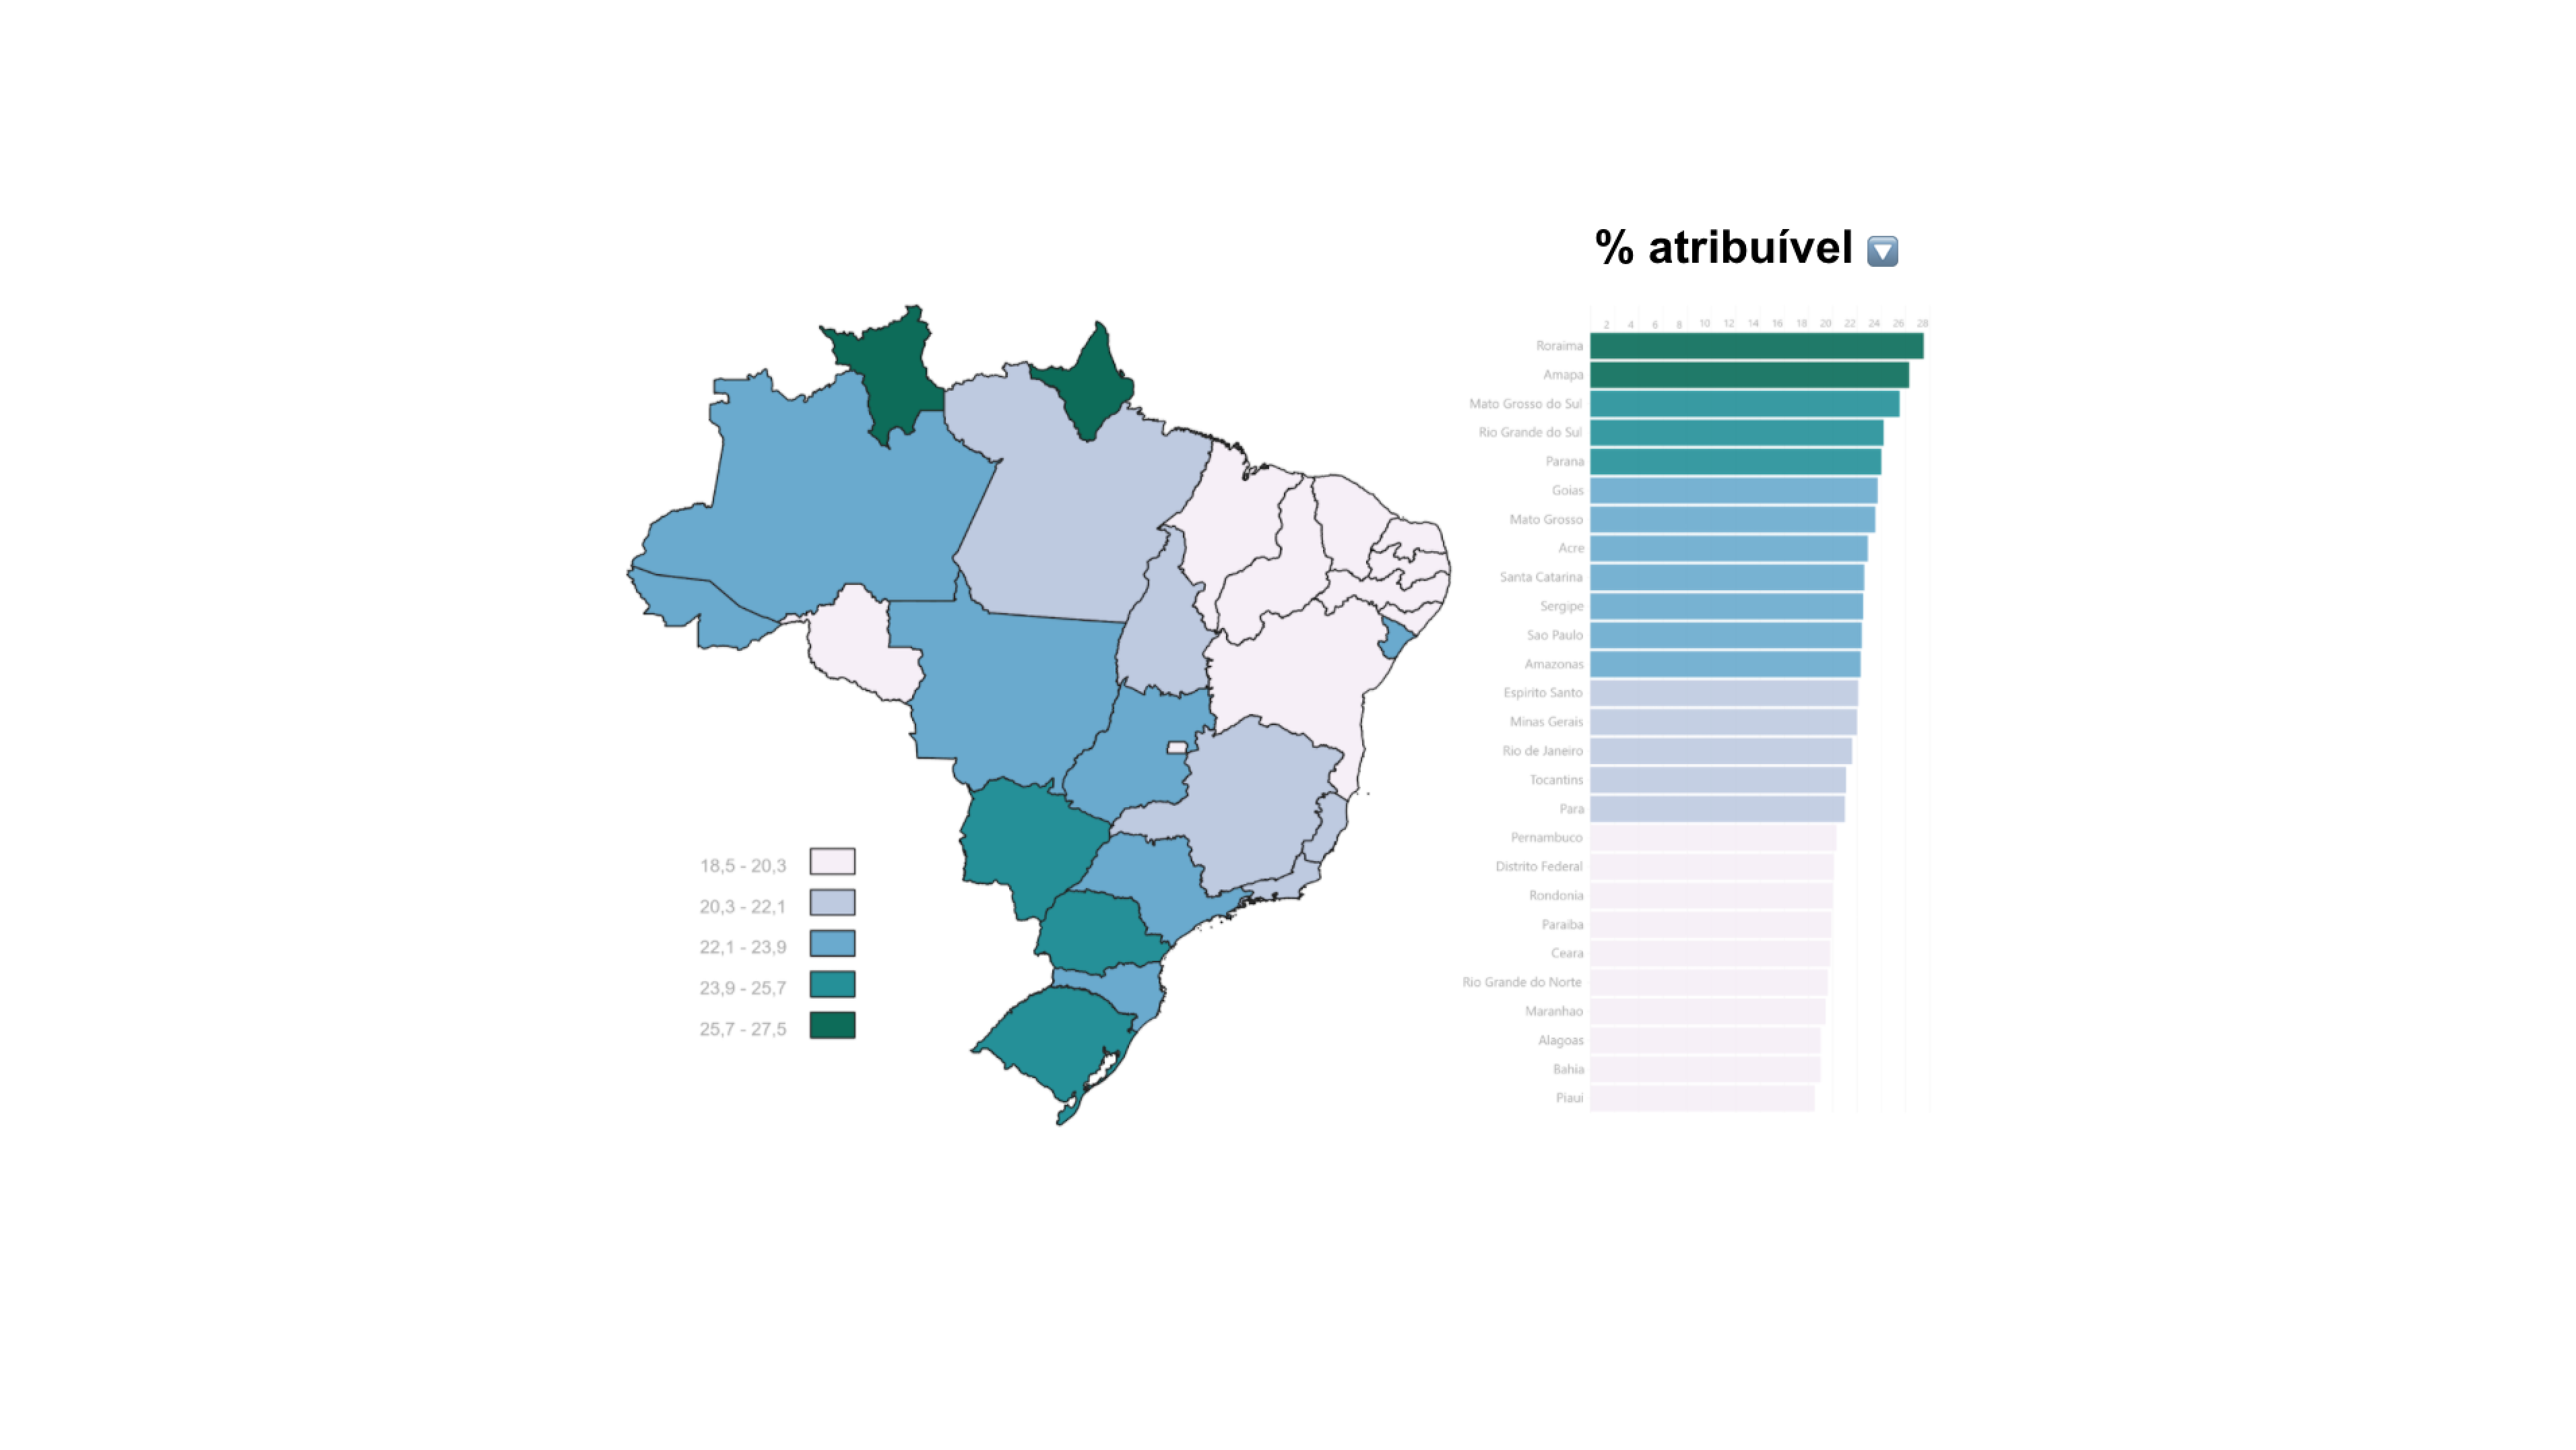 % atribuível
2 4 6 8 10 12 14 16 18 20 22 24 26 28
Roraima
Amapa
Mato Grosso do Sul
Rio Grande do Sul
Parana
Goias
Mato Grosso
Acre
Santa Catarina
Sergipe
Sao Paulo
Amazonas
Espirito Santo
Minas Gerais
Rio de Janeiro
Tocantins
Para
Pernambuco
Distrito Federal
Rondonia
Paraiba
Ceara
Rio Grande do Norte
Maranhao
Alagoas
Bahia
Piaui
18,5 - 20,3
20,3 - 22,1
22,1 - 23,9
23,9 - 25,7
25,7 - 27,5